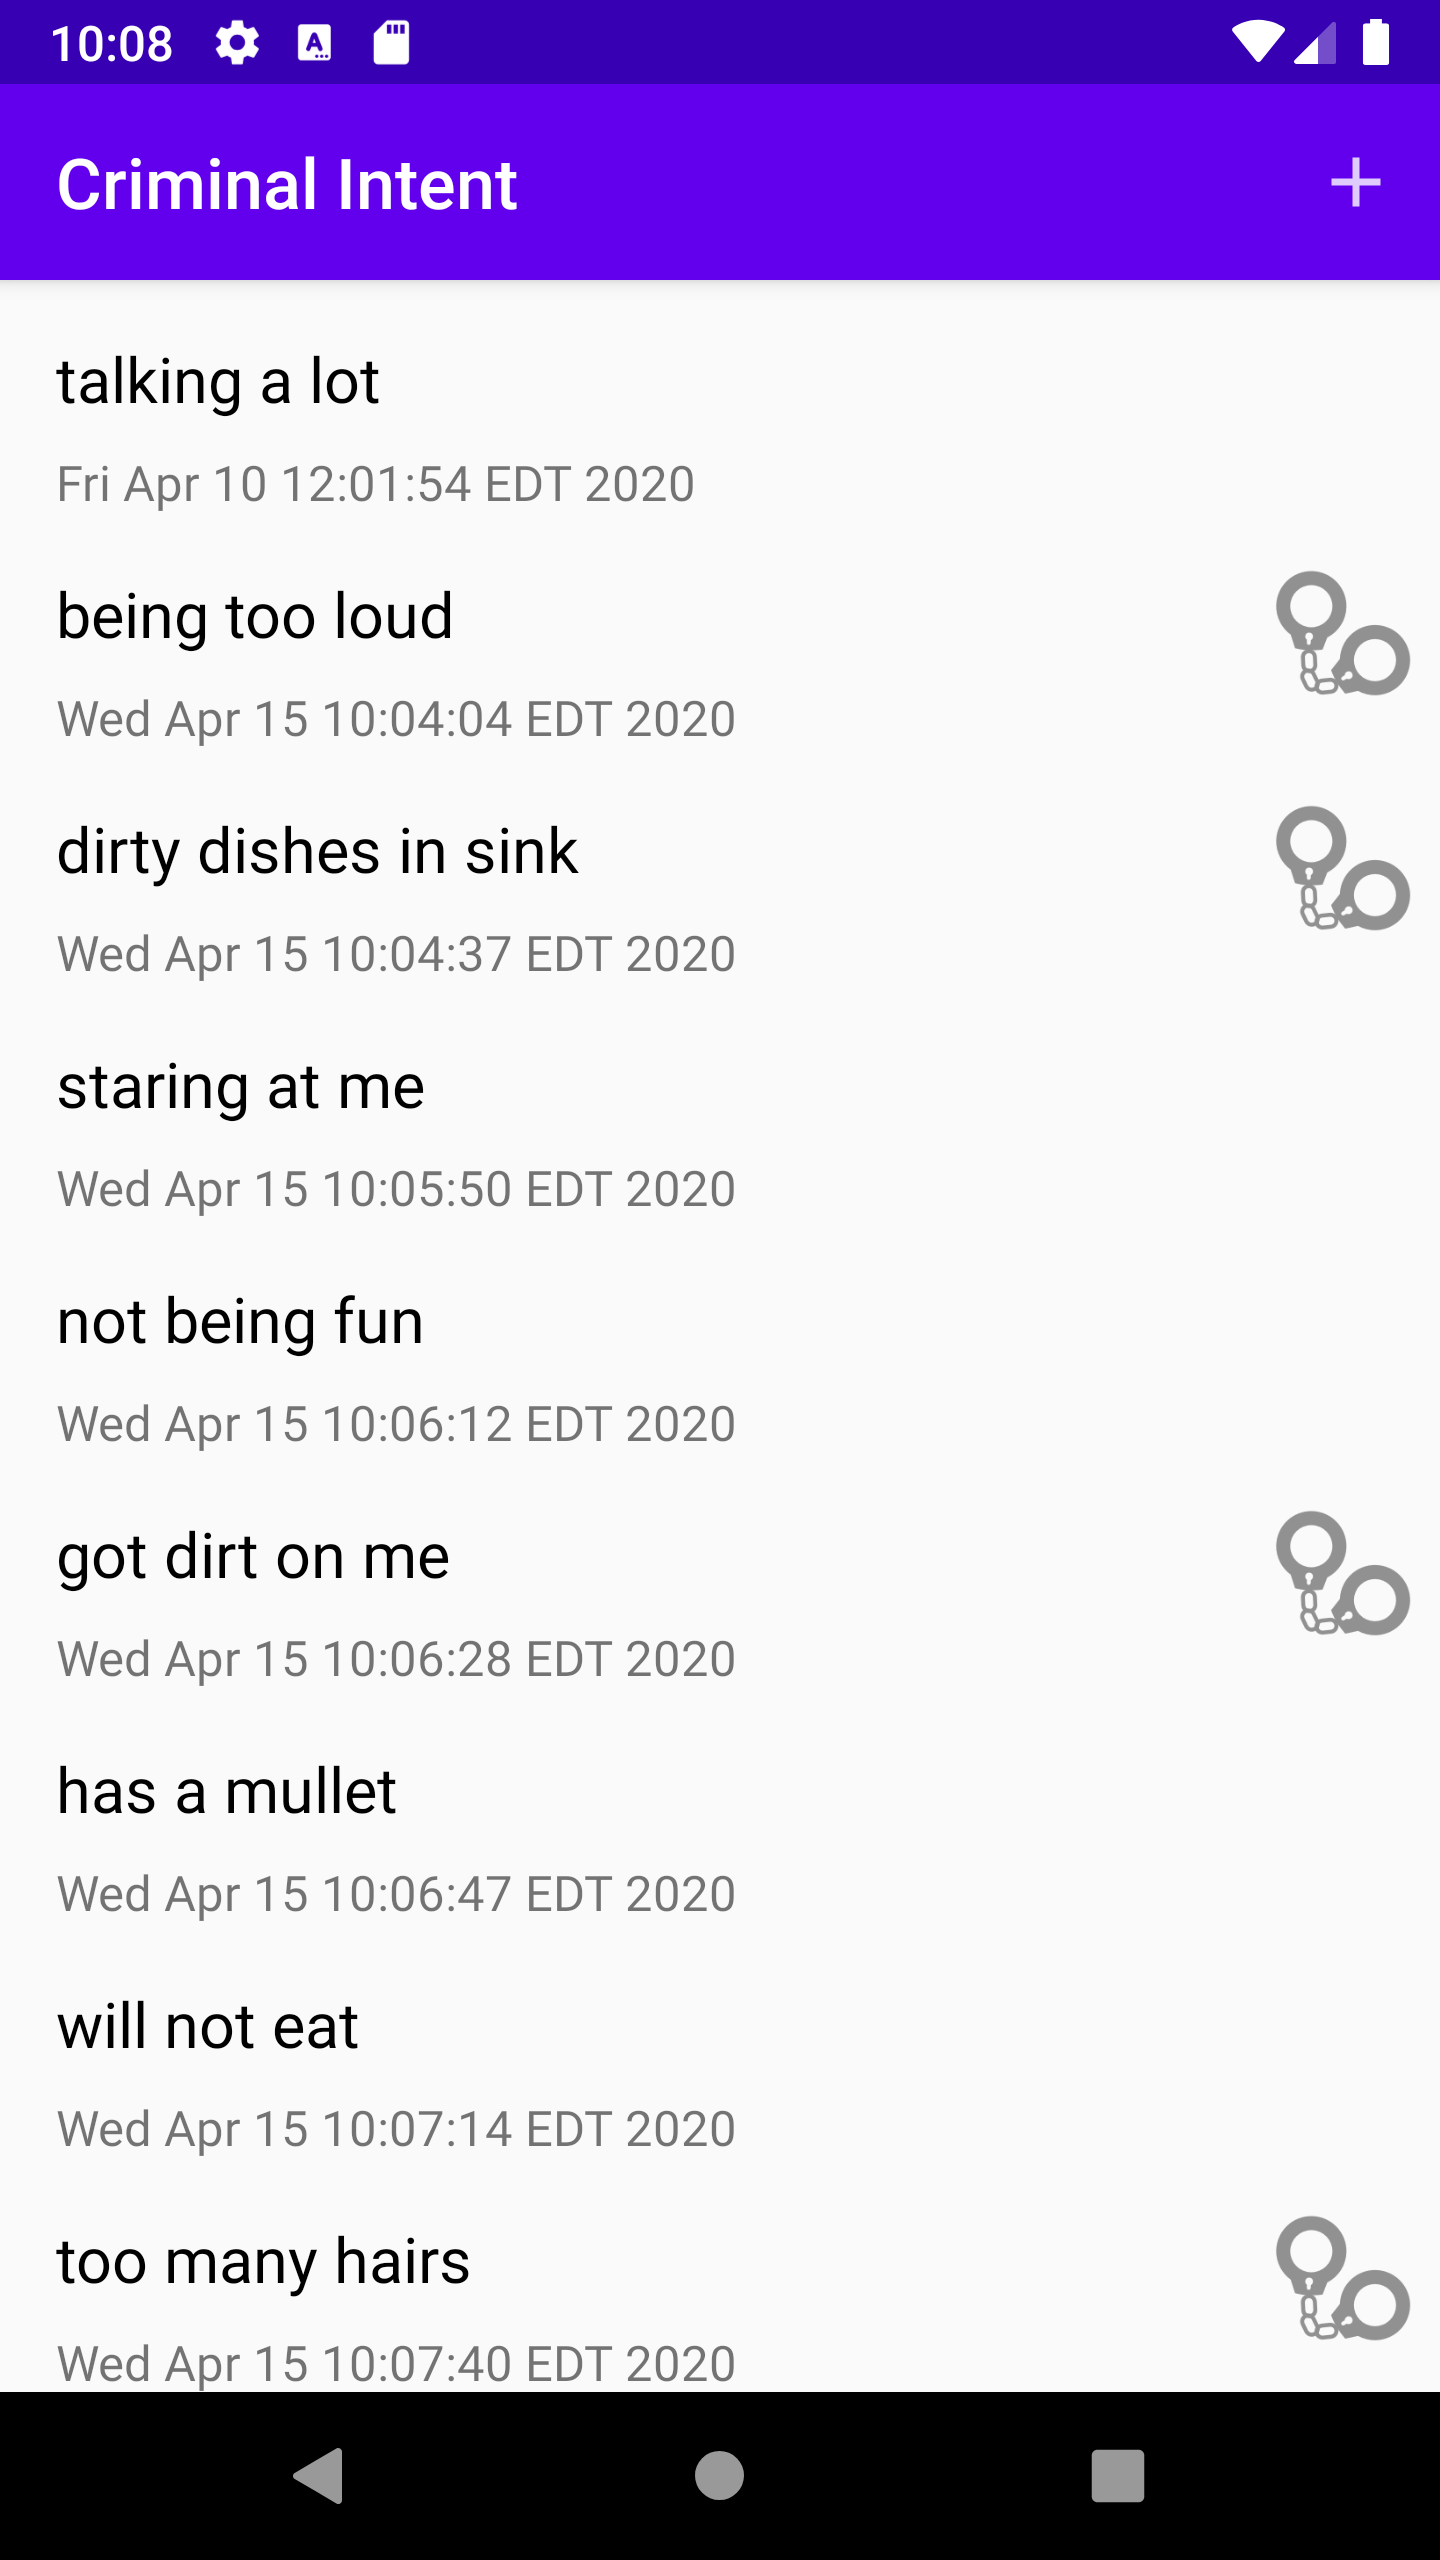 10:08
Criminal Intent
talking a lot
Fri Apr 10 12:01:54 EDT 2020
being too loud
Wed Apr 15 10:04:04 EDT 2020
dirty dishes in sink
Wed Apr 15 10:04:37 EDT 2020
staring at me
Wed Apr 15 10:05:50 EDT 2020
not being fun
Wed Apr 15 10:06:12 EDT 2020
got dirt on me
Wed Apr 15 10:06:28 EDT 2020
has a mullet
Wed Apr 15 10:06:47 EDT 2020
will not eat
Wed Apr 15 10:07:14 EDT 2020
too many hairs
Wed Apr 15 10:07:40 EDT 2020